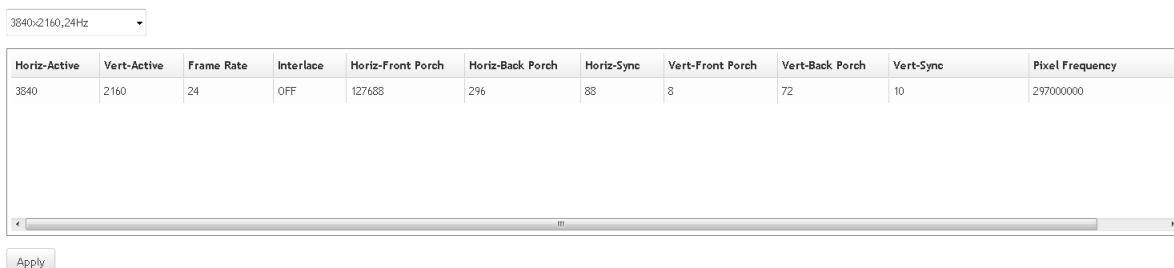 3840×2160,24Hz
Horiz-Active Vert-Active Frame Rate Interlace Horiz-Front Porch Horiz-Back Porch Horiz-Sync Vert-Front Porch Vert-Back Porch Vert-Sync Pixel Frequency
3840 2160 24 OFF 127688 296 88 8 72 10 297000000
Apply